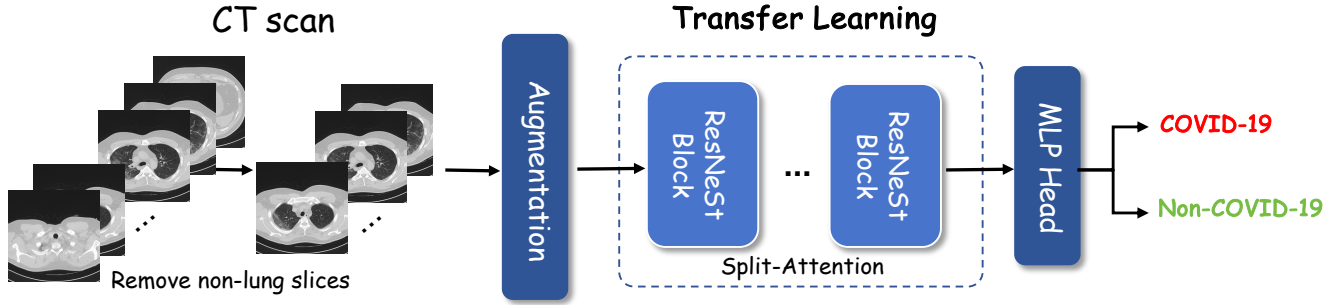 CT scan
Transfer Learning
Remove non-lung slices
Augmentation
ResNeSt
Block
...
ResNeSt
Block
Split-Attention
MLP Head
COVID-19
Non-COVID-19